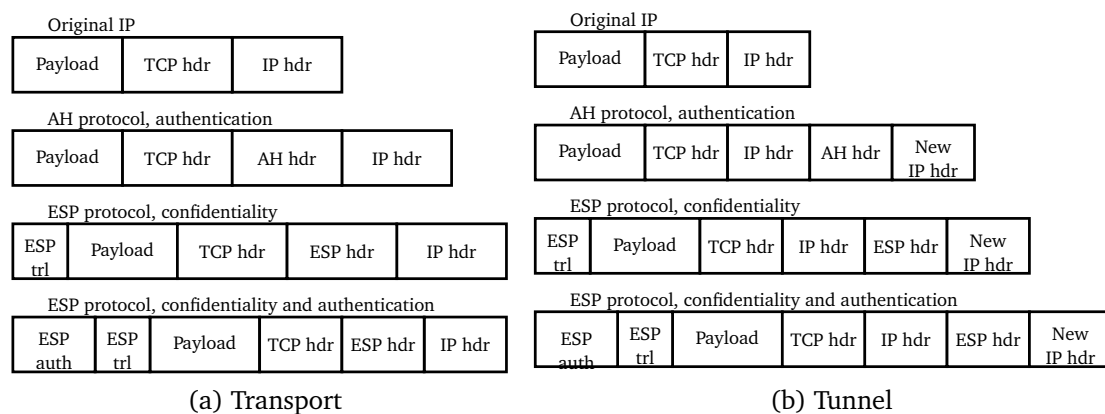 Original IP
Payload TCP hdr IP hdr
AH protocol, authentication
Payload TCP hdr AH hdr IP hdr
ESP protocol, confidentiality
ESP trl Payload TCP hdr ESP hdr IP hdr
ESP protocol, confidentiality and authentication
ESP auth ESP trl Payload TCP hdr ESP hdr IP hdr
(a) Transport
Original IP
Payload TCP hdr IP hdr
AH protocol, authentication
Payload TCP hdr IP hdr AH hdr New IP hdr
ESP protocol, confidentiality
ESP trl Payload TCP hdr IP hdr ESP hdr New IP hdr
ESP protocol, confidentiality and authentication
ESP auth ESP trl Payload TCP hdr IP hdr ESP hdr New IP hdr
(b) Tunnel